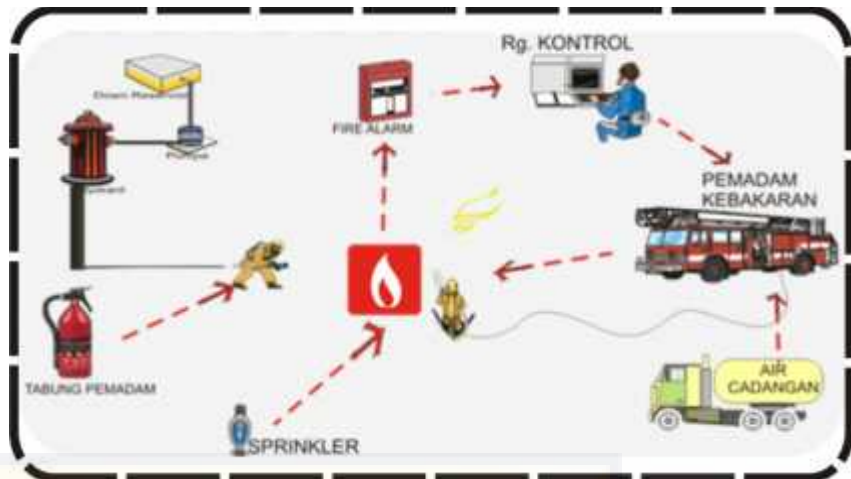 Rg. KONTROL
FIRE ALARM
PEMADAM
KEBAKARAN
TABUNG PEMADAM
AIR
CADANGAN
SPRINKLER